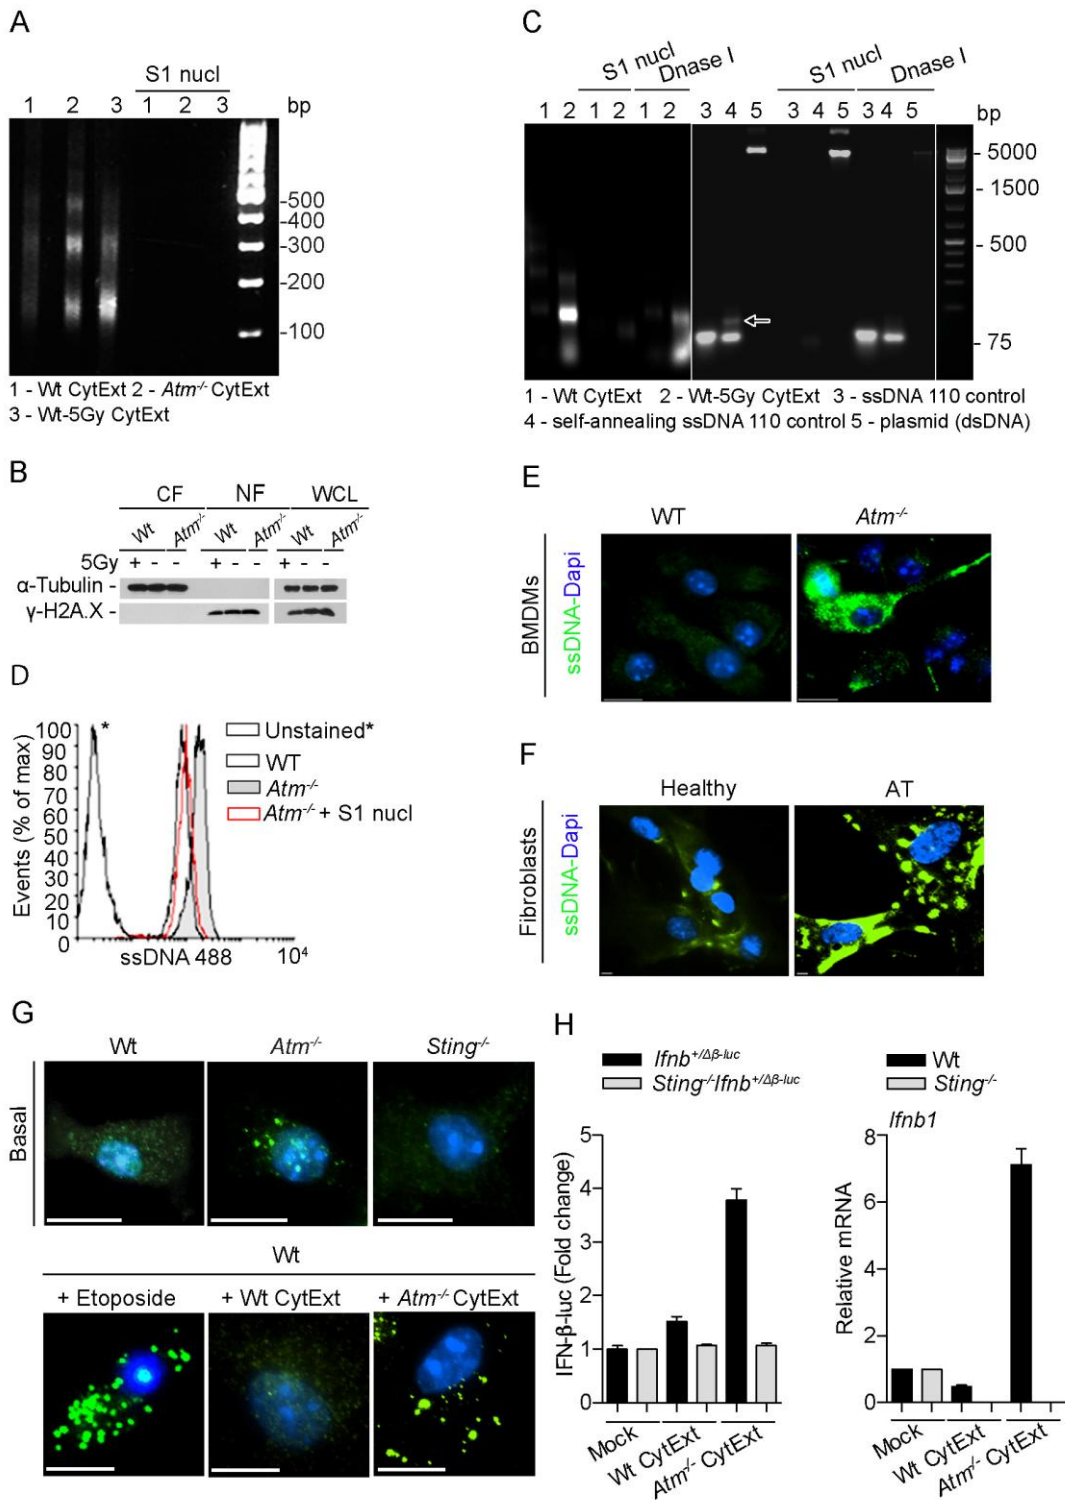 A
S1 nucl
1 2 3 1 2 3 bp
-500
-400
-300
-200
-100
1 - Wt CytExt 2 - Atm-/- CytExt
3 - Wt-5Gy CytExt
B
CF NF WCL
Wt Atm-/- Wt Atm-/- Wt Atm-/-
5Gy + - - + - - + - -
α-Tubulin -
γ-H2A.X -
C
S1 nucl Dnase I S1 nucl Dnase I
1 2 1 2 1 2 3 4 5 3 4 5 3 4 5 bp
- 5000
- 1500
- 500
- 75
1 - Wt CytExt 2 - Wt-5Gy CytExt 3 - ssDNA 110 control
4 - self-annealing ssDNA 110 control 5 - plasmid (dsDNA)
D
Events (% of max)
100
90
80
70
60
50
40
30
20
10
0
*
ssDNA 488 10⁴
Unstained*
WT
Atm-/-
Atm-/- + S1 nucl
E
WT Atm-/-
BMDMs
ssDNA-Dapi
F
Healthy AT
Fibroblasts
ssDNA-Dapi
G
Wt Atm-/- Sting-/-
Basal
Wt
+ Etoposide + Wt CytExt + Atm-/- CytExt
H
Ifnb+/Δβ-luc
Sting-/-Ifnb+/Δβ-luc
IFN-β-luc (Fold change)
5
4
3
2
1
0
Mock
Wt CytExt
Atm-/- CytExt
Wt
Sting-/-
Ifnb1
Relative mRNA
8
6
4
2
0
Mock
Wt CytExt
Atm-/- CytExt